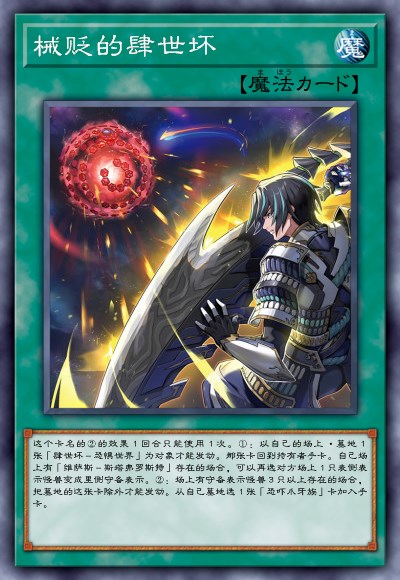 械贬的肆世坏
魔
【魔法カード】
まほう
这个卡名的②的效果1回合只能使用1次。①：以自己的场上·墓地1
张「肆世坏－恐惧世界」为对象才能发动。那张卡回到持有者手卡。自己场
上有「维萨斯－斯塔弗罗斯特」存在的场合，可以再选对方场上1只表侧表
示怪兽变成里侧守备表示。②：场上有守备表示怪兽3只以上存在的场合，
把墓地的这张卡除外才能发动。从自己墓地选1张「恐吓爪牙族」卡加入手
卡。